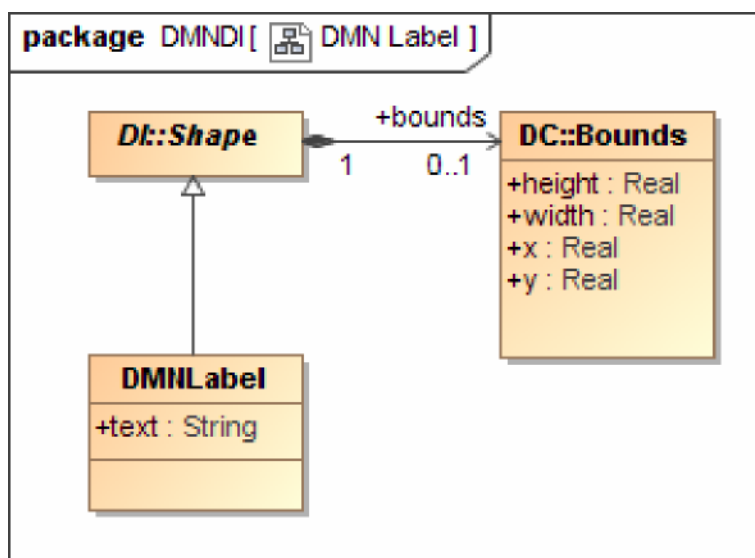 package DMNDI [ DMN Label ]
DI::Shape
+bounds
1
0..1
DC::Bounds
+height : Real
+width : Real
+x : Real
+y : Real
DMNLabel
+text : String